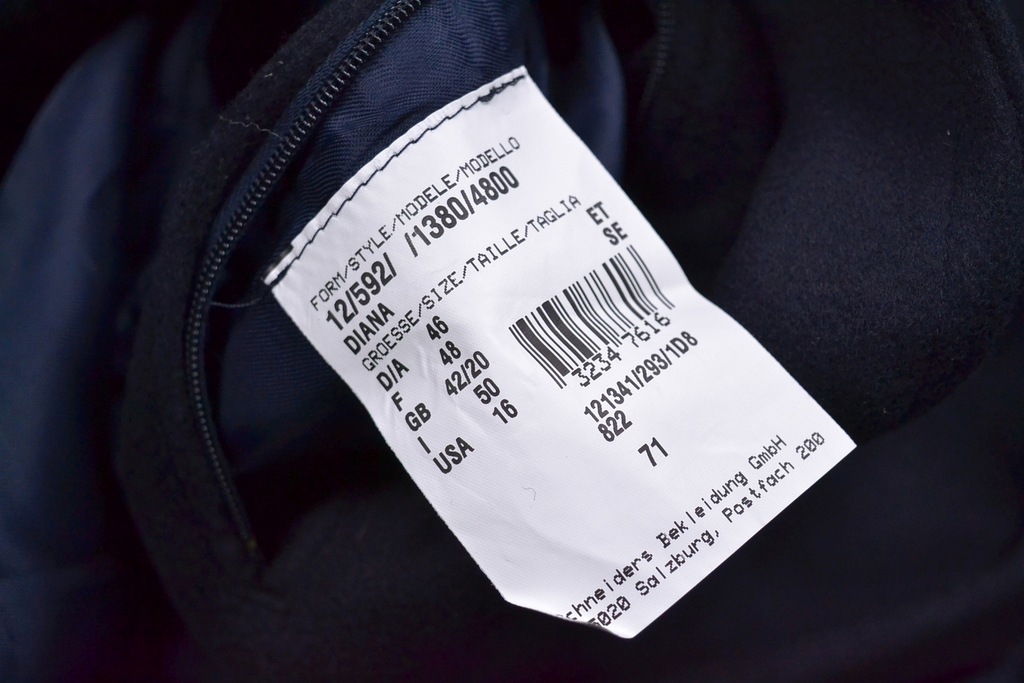 FORM/STYLE/MODELE/MODELLO
12/592/ /1380/4800
DIANA
GROESSE/SIZE/TAILLE/TAGLIA
D/A 46
F 48
GB 42/20
I 50
USA 16
ET
SE
3234 7616
121341/293/1D8
822
71
chneiders Bekleidung GmbH
5020 Salzburg, Postfach 200